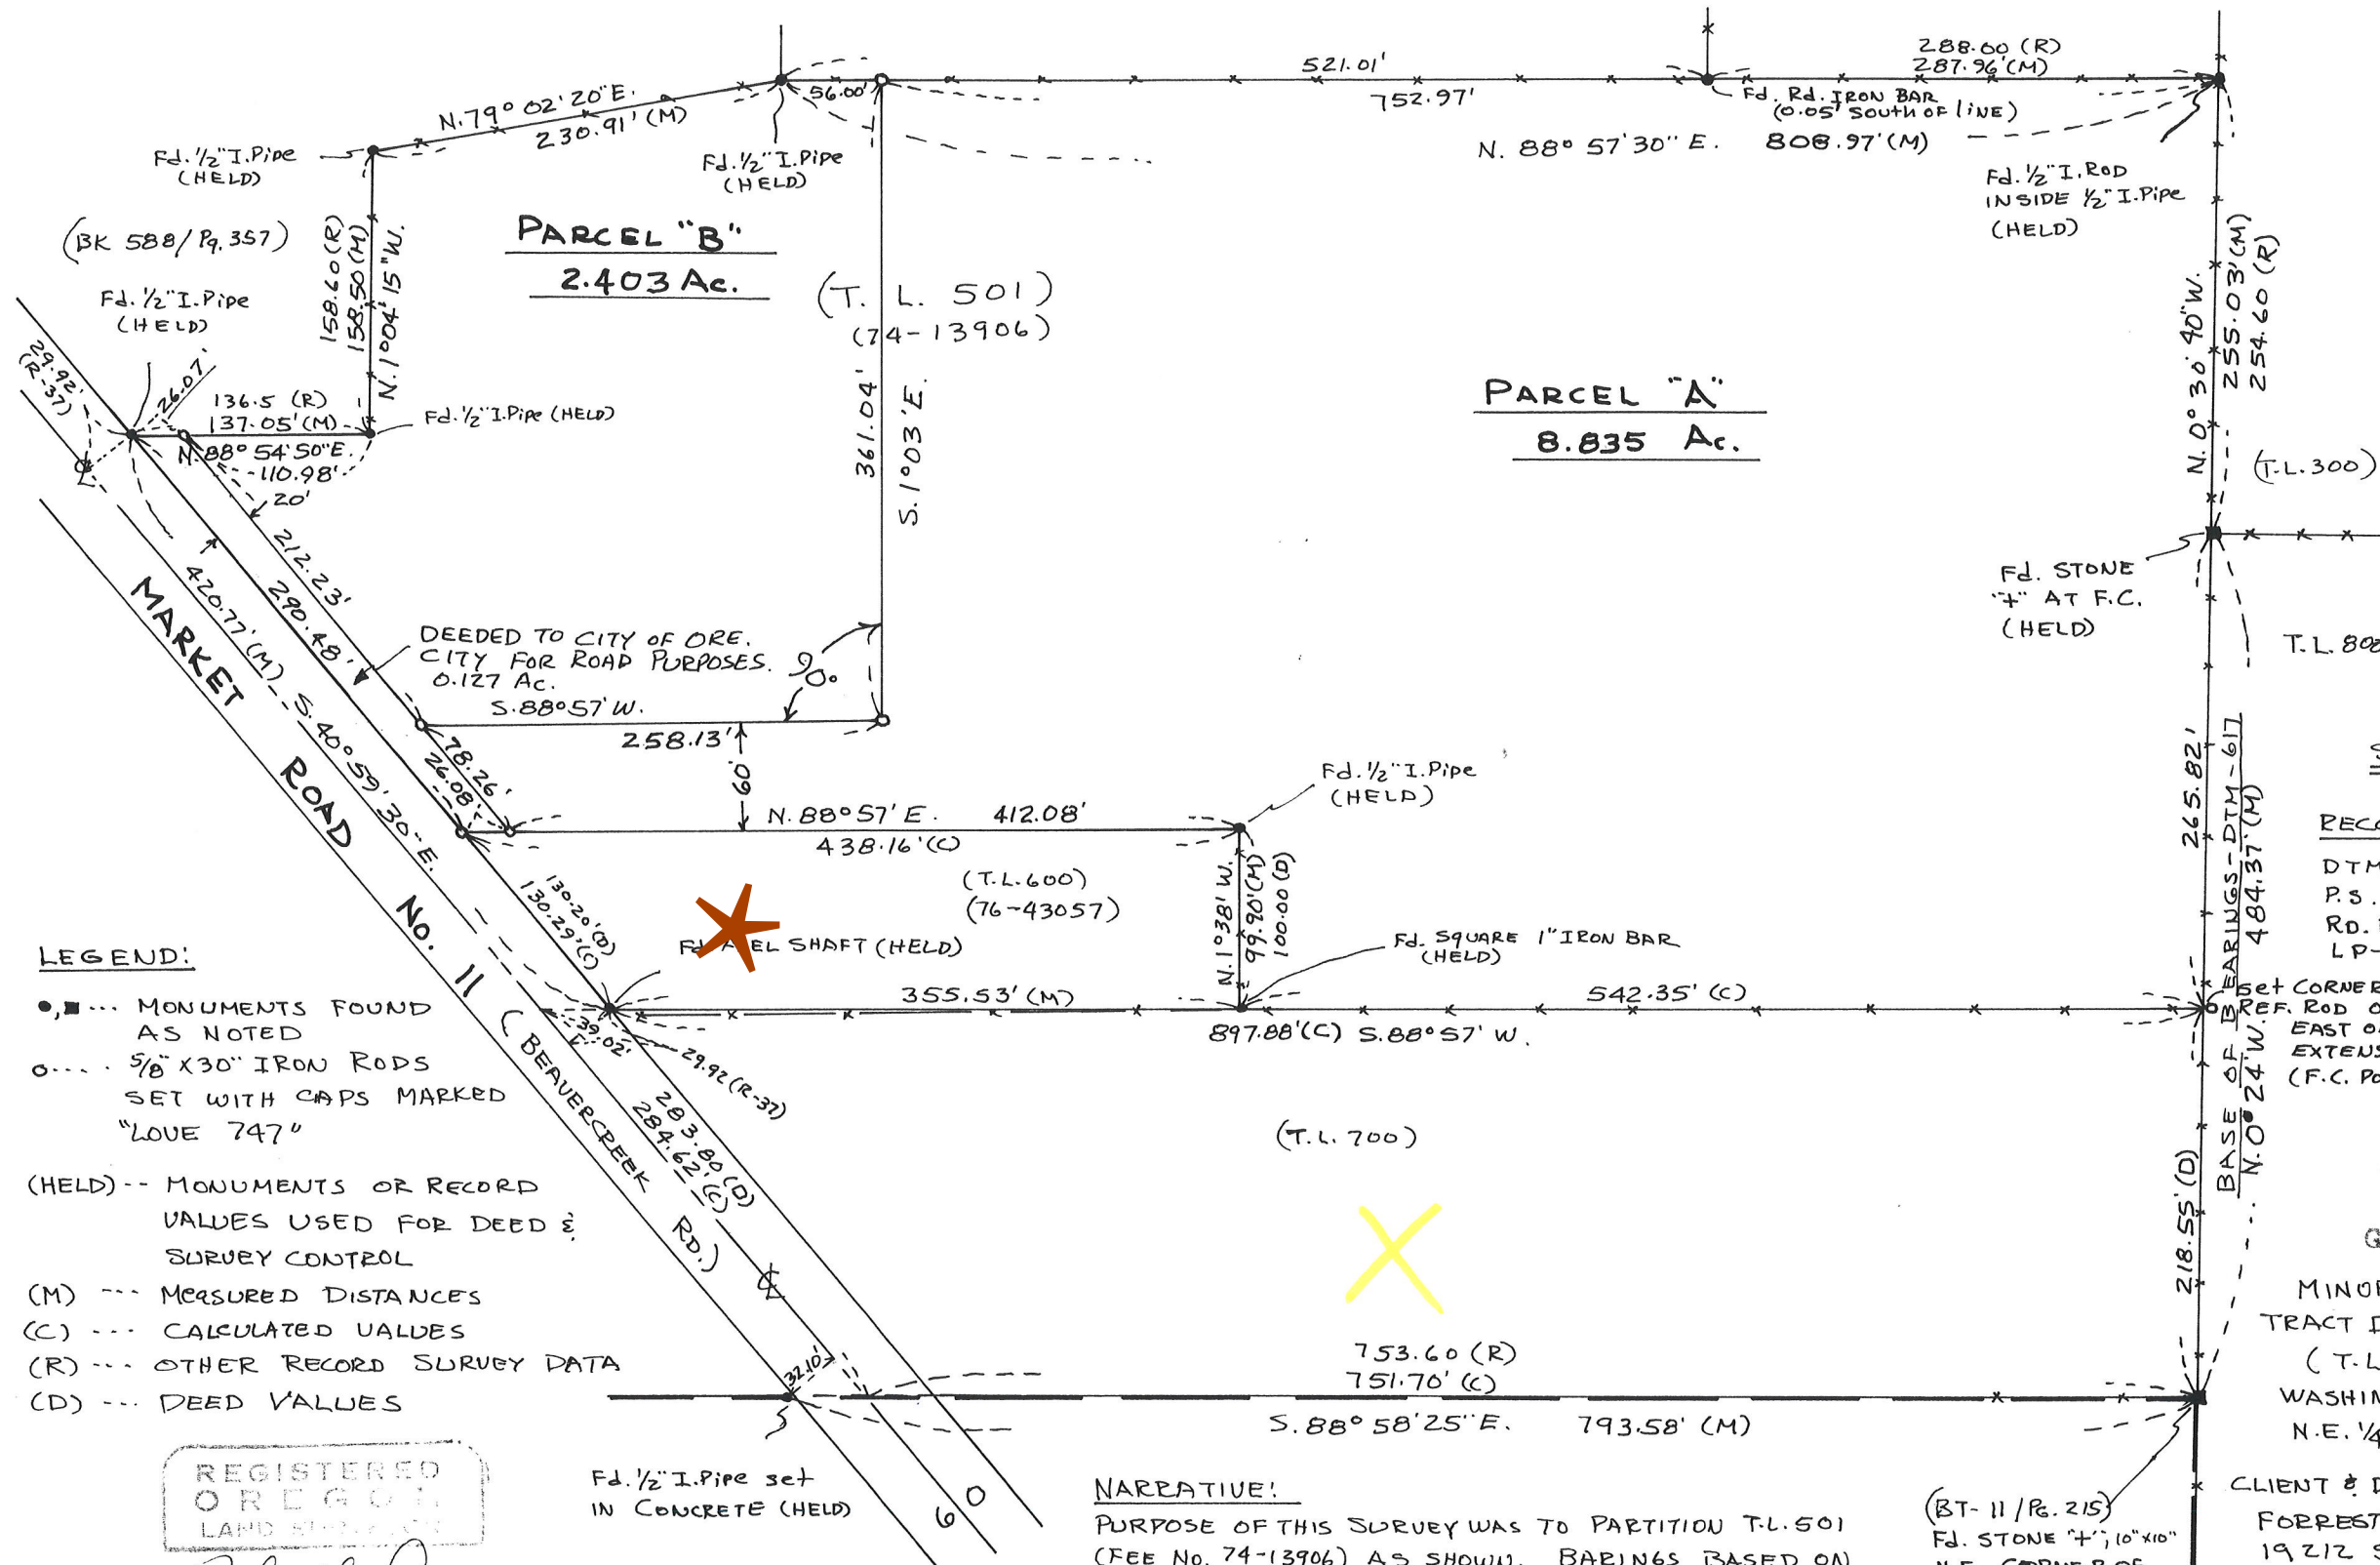 521.01'
288.00 (R)
287.96'(M)
56.00'
752.97'
Fd. Rd. IRON BAR
(0.05' SOUTH OF LINE)
N. 88° 57' 30" E. 808.97'(M)
N. 79° 02' 20" E.
230.91' (M)
Fd. 1/2" I. Pipe
(HELD)
Fd. 1/2" I. Pipe
(HELD)
Fd. 1/2" I. ROD
INSIDE 1/2" I. Pipe
(HELD)
(BK 588/ Pg. 357)
158.60 (R)
158.50 (M)
N. 1° 04' 15" W.
PARCEL "B"
2.403 Ac.
(T. L. 501)
(74-13906)
361.04'
S. 1° 03' E.
PARCEL "A"
8.835 Ac.
N. 0° 30' 40" W.
255.03' (M)
254.60 (R)
(T.L. 300)
Fd. 1/2" I. Pipe
(HELD)
29.92'
(R-37)
26.07'
136.5 (R)
137.05' (M)
N. 88° 54' 50" E.
110.98'
20'
Fd. 1/2" I. Pipe (HELD)
Fd. STONE
"+" AT F.C.
(HELD)
212.23'
290.48'
420.77' (M) S. 40° 59' 30" E.
MARKET ROAD No. 11 (BEAVERCREEK RD.)
DEEDED TO CITY OF ORE.
CITY FOR ROAD PURPOSES.
0.127 Ac.
90°
S. 88° 57' W.
258.13'
60'
78.26'
26.08'
N. 88° 57' E. 412.08'
438.16' (C)
Fd. 1/2" I. Pipe
(HELD)
(T.L. 600)
(76-43057)
N. 1° 38' W.
99.90' (M)
100.00 (D)
130.20' (D)
130.29' (C)
SHAFT (HELD)
Fd. SQUARE 1" IRON BAR
(HELD)
355.53' (M)
542.35' (C)
897.88' (C) S. 88° 57' W.
39.02'
29.92 (R-37)
283.80 (D)
284.62' (C)
(T.L. 700)
265.82'
BASE OF BEARINGS - DTM - 617
N. 0° 24' W. 484.37' (M)
218.55' (D)
DTM
P.S.
RD.
LP-
Set CORNER
REF. ROD
EAST
(F.C.
LEGEND:
●,■... MONUMENTS FOUND
AS NOTED
o.... 5/8" X 30" IRON RODS
SET WITH CAPS MARKED
"LOVE 747"
(HELD) -- MONUMENTS OR RECORD
VALUES USED FOR DEED &
SURVEY CONTROL
(M) --- MEASURED DISTANCES
(C) --- CALCULATED VALUES
(R) --- OTHER RECORD SURVEY DATA
(D) --- DEED VALUES
753.60 (R)
751.70' (C)
S. 88° 58' 25" E. 793.58' (M)
32.10'
60
Fd. 1/2" I. Pipe set
IN CONCRETE (HELD)
REGISTERED
LAND
NARRATIVE:
PURPOSE OF THIS SURVEY WAS TO PARTITION T.L. 501
(FEE No. 74-13906) AS SHOWN. BARINGS BASED ON
(BT-11/PG. 215)
Fd. STONE "+"; 10" x 10"
TRACT
(T.L
N.E. 1/4
CLIENT &
FORREST
19212